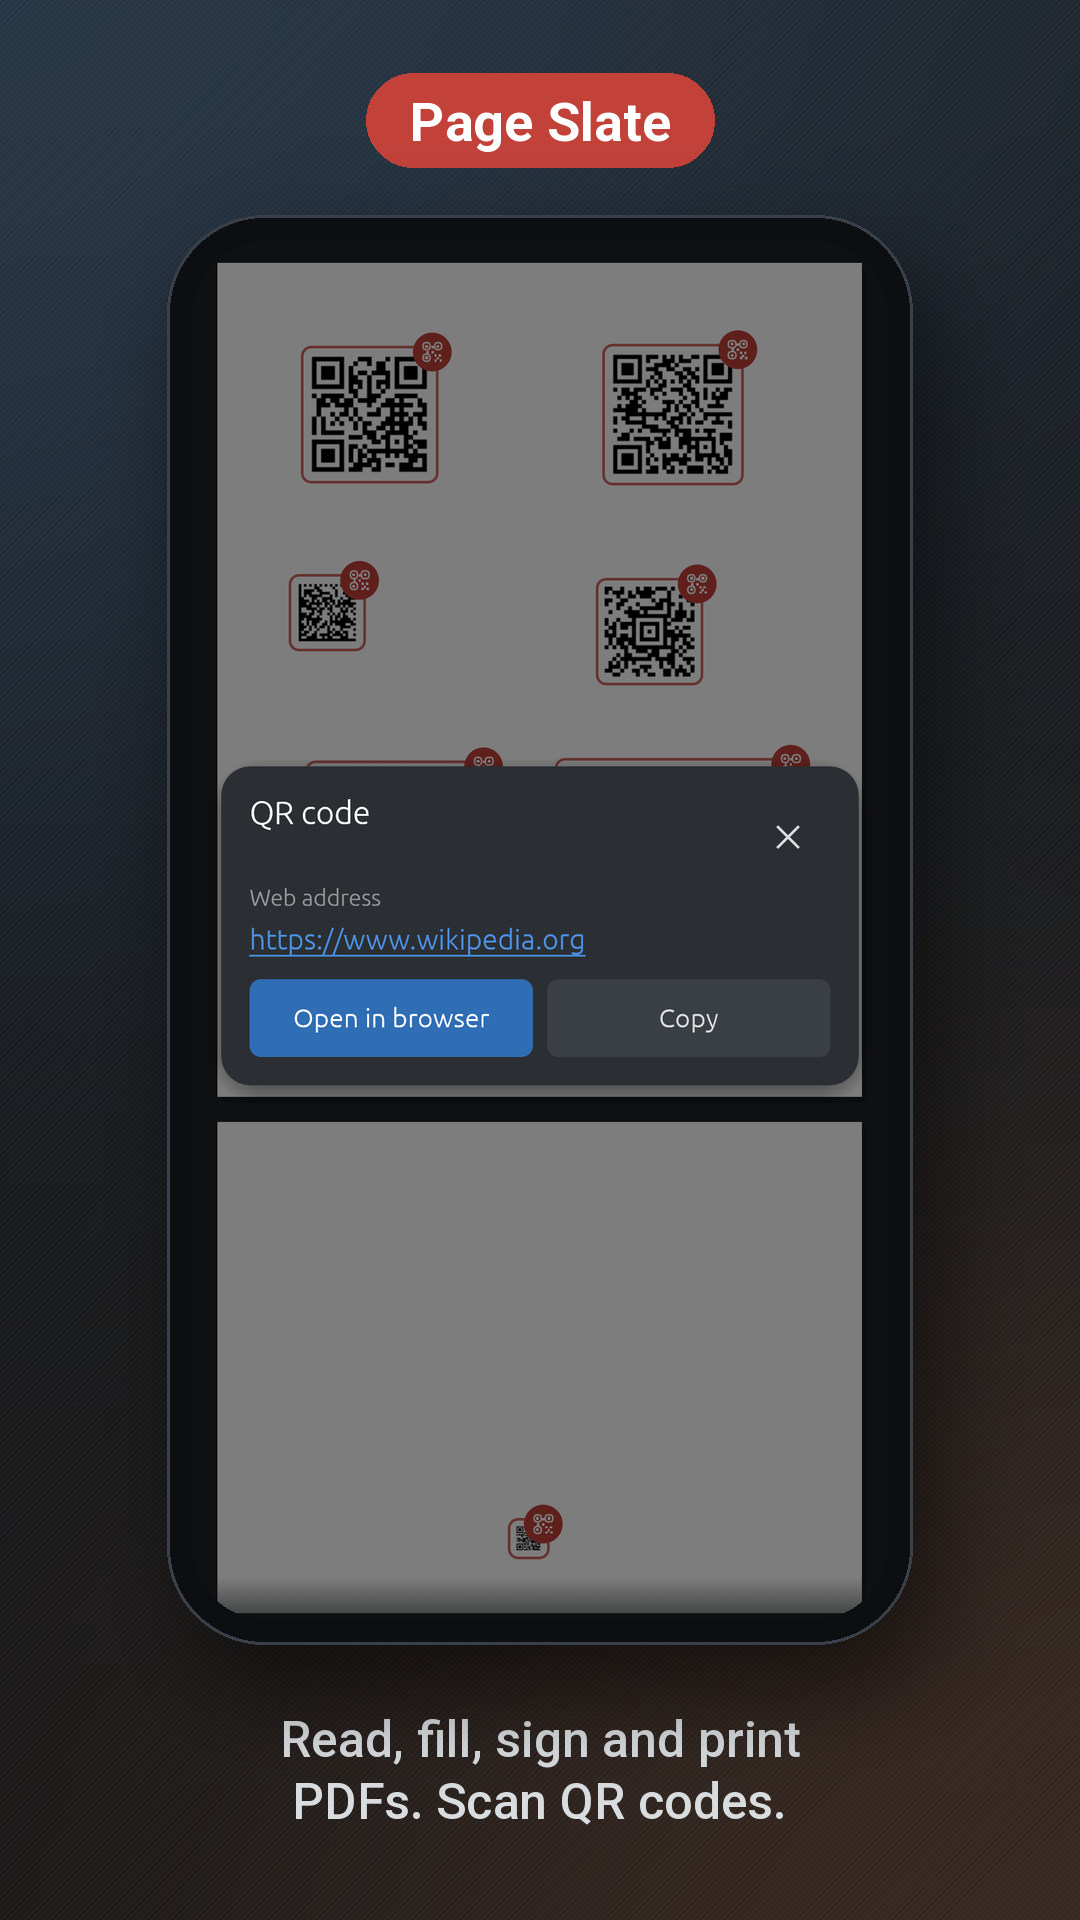 Page Slate
QR code
Web address
https://www.wikipedia.org
Open in browser
Copy
Read, fill, sign and print
PDFs. Scan QR codes.